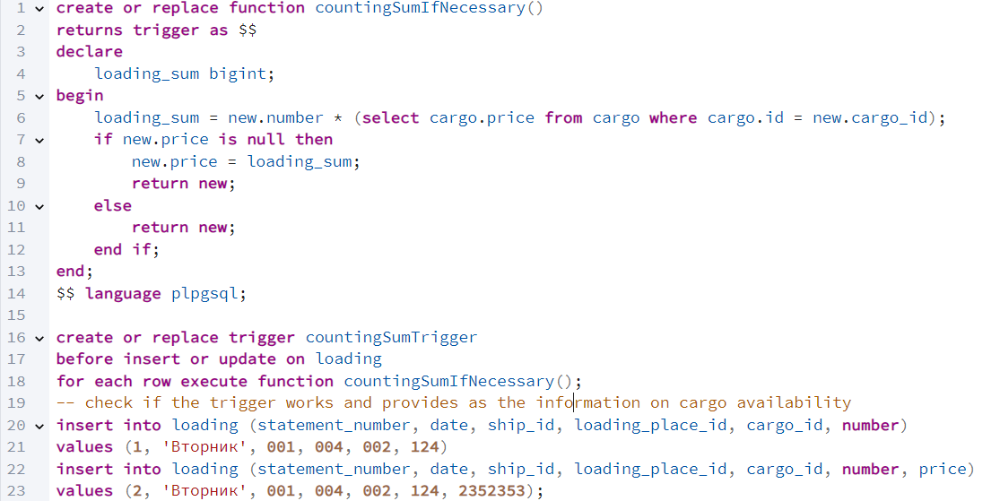 1 create or replace function countingSumIfNecessary()
2 returns trigger as $$
3 declare
4     loading_sum bigint;
5 begin
6     loading_sum = new.number * (select cargo.price from cargo where cargo.id = new.cargo_id);
7     if new.price is null then
8         new.price = loading_sum;
9         return new;
10     else
11         return new;
12     end if;
13 end;
14 $$ language plpgsql;
15
16 create or replace trigger countingSumTrigger
17 before insert or update on loading
18 for each row execute function countingSumIfNecessary();
19 -- check if the trigger works and provides as the information on cargo availability
20 insert into loading (statement_number, date, ship_id, loading_place_id, cargo_id, number)
21 values (1, 'Вторник', 001, 004, 002, 124)
22 insert into loading (statement_number, date, ship_id, loading_place_id, cargo_id, number, price)
23 values (2, 'Вторник', 001, 004, 002, 124, 2352353);